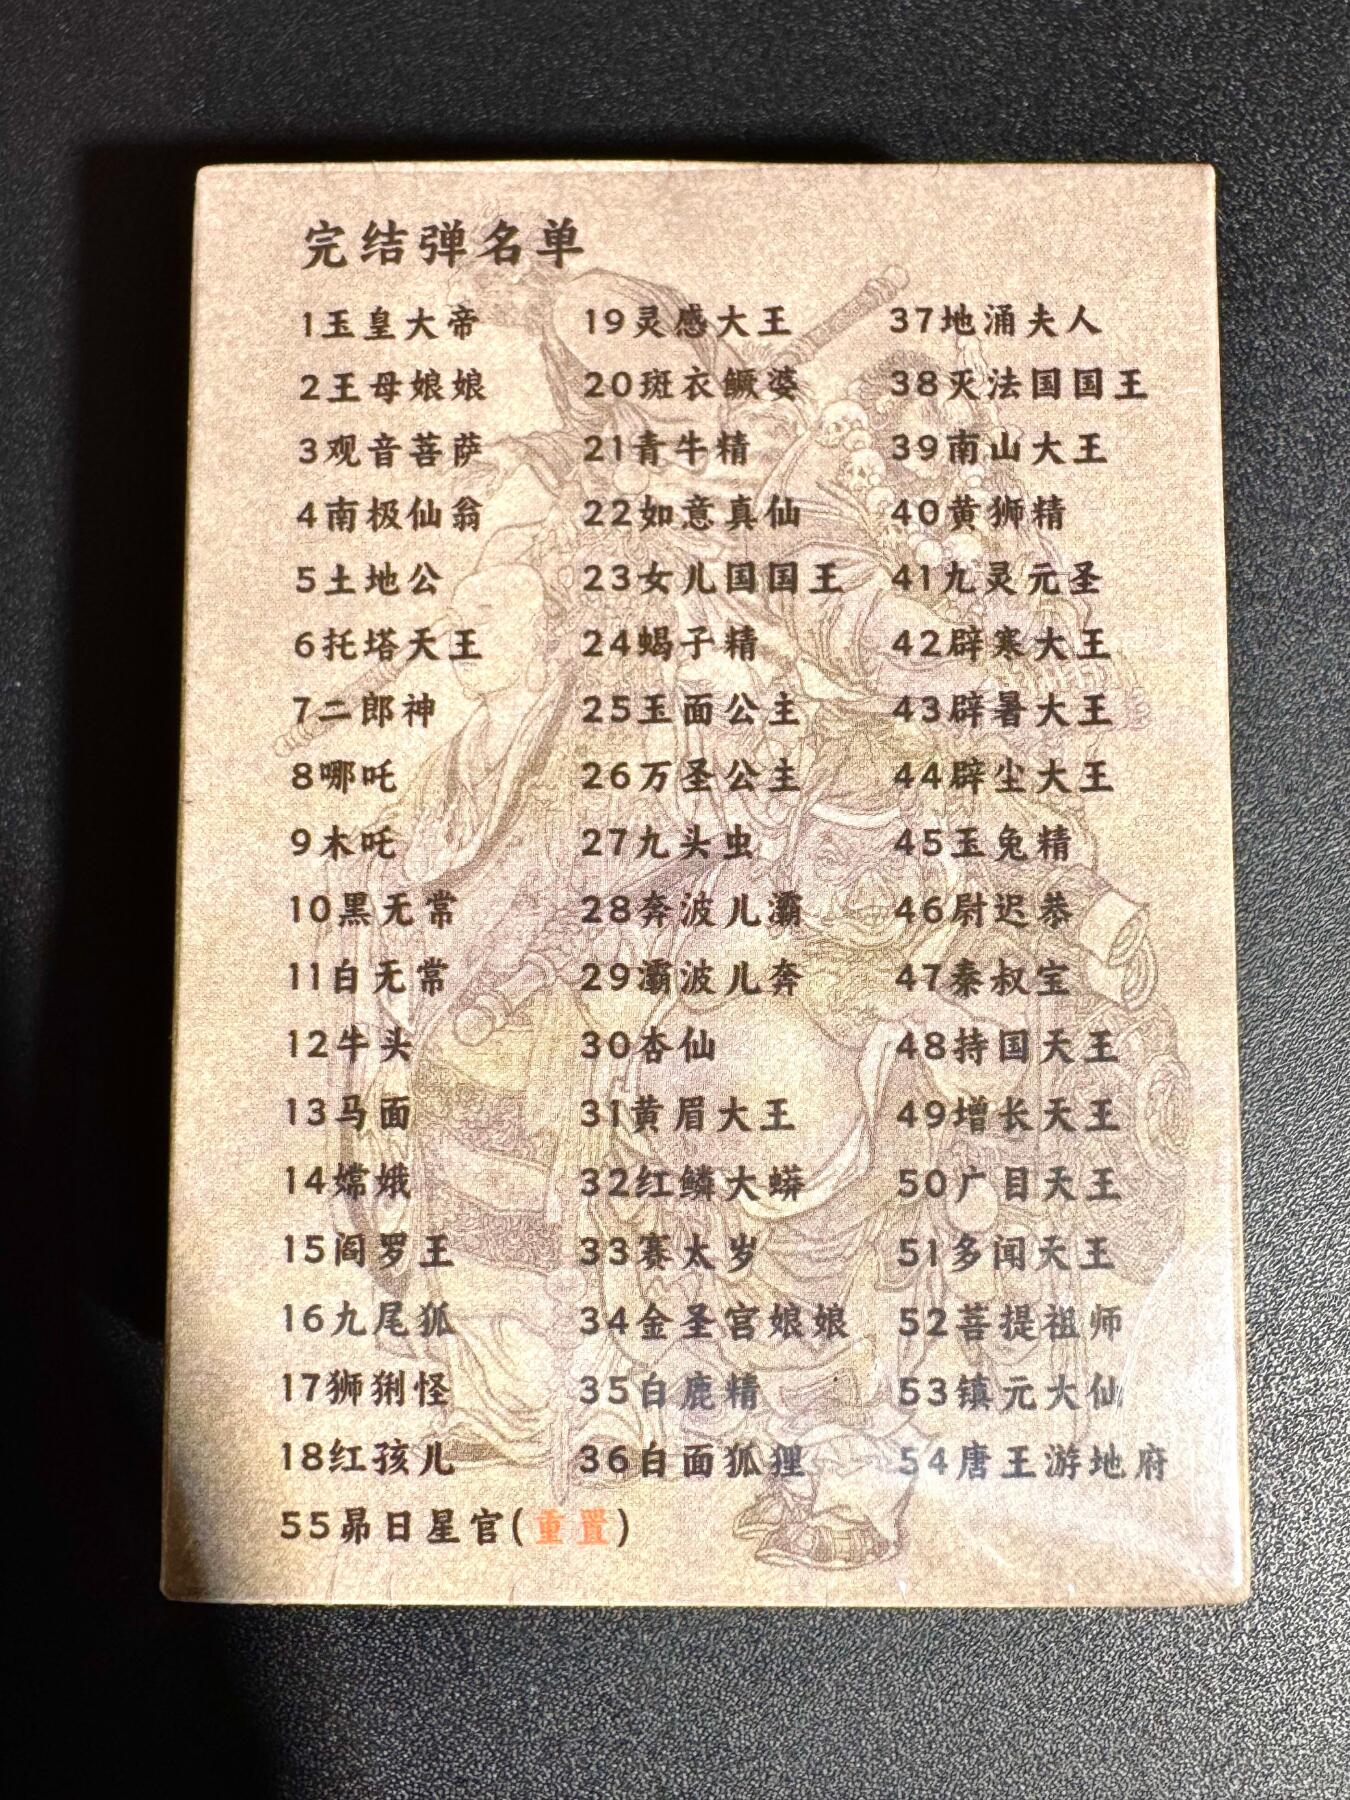 完结弹名单
1玉皇大帝
2王母娘娘
3观音菩萨
4南极仙翁
5土地公
6托塔天王
7二郎神
8哪吒
9木吒
10黑无常
11白无常
12牛头
13马面
14嫦娥
15阎罗王
16九尾狐
17狮猁怪
18红孩儿
19灵感大王
20斑衣鳜婆
21青牛精
22如意真仙
23女儿国国王
24蝎子精
25玉面公主
26万圣公主
27九头虫
28奔波儿灞
29灞波儿奔
30杏仙
31黄眉大王
32红鳞大蟒
33赛太岁
34金圣宫娘娘
35白鹿精
36白面狐狸
37地涌夫人
38灭法国国王
39南山大王
40黄狮精
41九灵元圣
42辟寒大王
43辟暑大王
44辟尘大王
45玉兔精
46尉迟恭
47秦叔宝
48持国天王
49增长天王
50广目天王
51多闻天王
52菩提祖师
53镇元大仙
54唐王游地府
55昴日星官(重置)